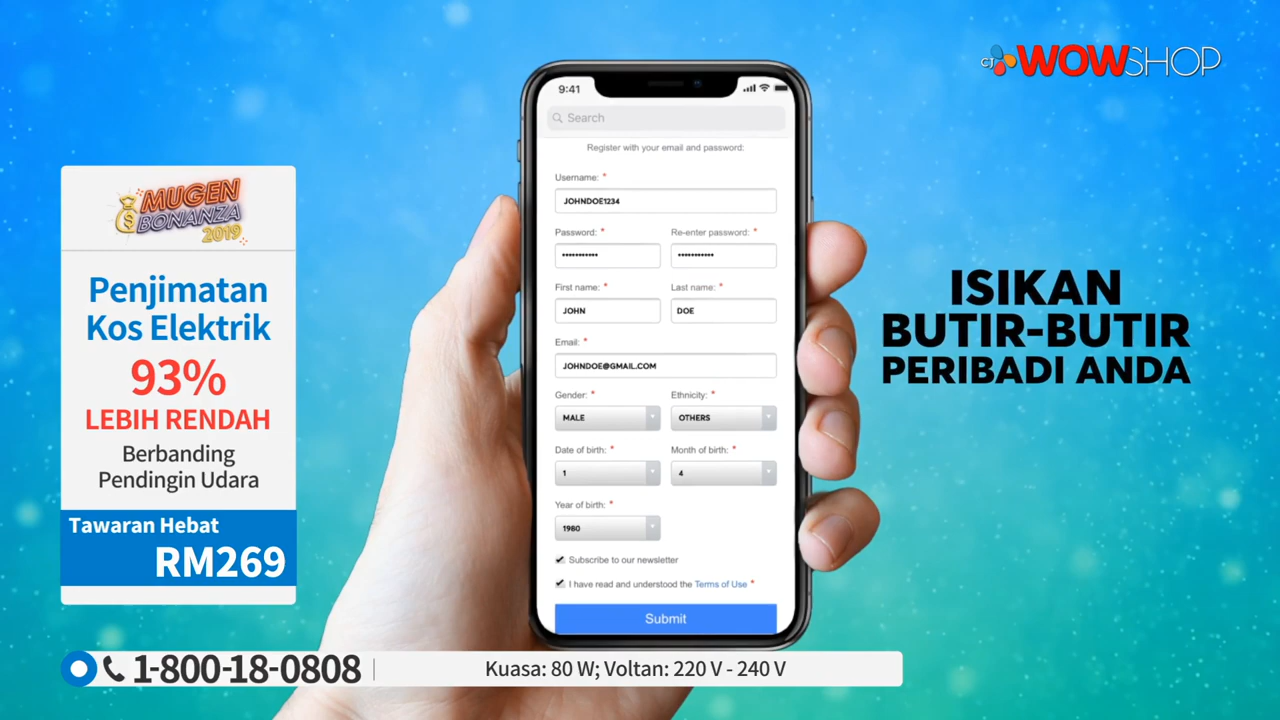 CJ WOWSHOP
MUGEN
BONANZA
2019
Penjimatan
Kos Elektrik
93%
LEBIH RENDAH
Berbanding
Pendingin Udara
Tawaran Hebat
RM269
9:41
Search
Register with your email and password:
Username: *
JOHNDOE1234
Password: * Re-enter password: *
••••••••••• •••••••••••
First name: * Last name: *
JOHN DOE
Email: *
JOHNDOE@GMAIL.COM
Gender: * Ethnicity: *
MALE OTHERS
Date of birth: * Month of birth: *
1 4
Year of birth: *
1980
Subscribe to our newsletter
I have read and understood the Terms of Use *
Submit
ISIKAN
BUTIR-BUTIR
PERIBADI ANDA
1-800-18-0808
Kuasa: 80 W; Voltan: 220 V - 240 V